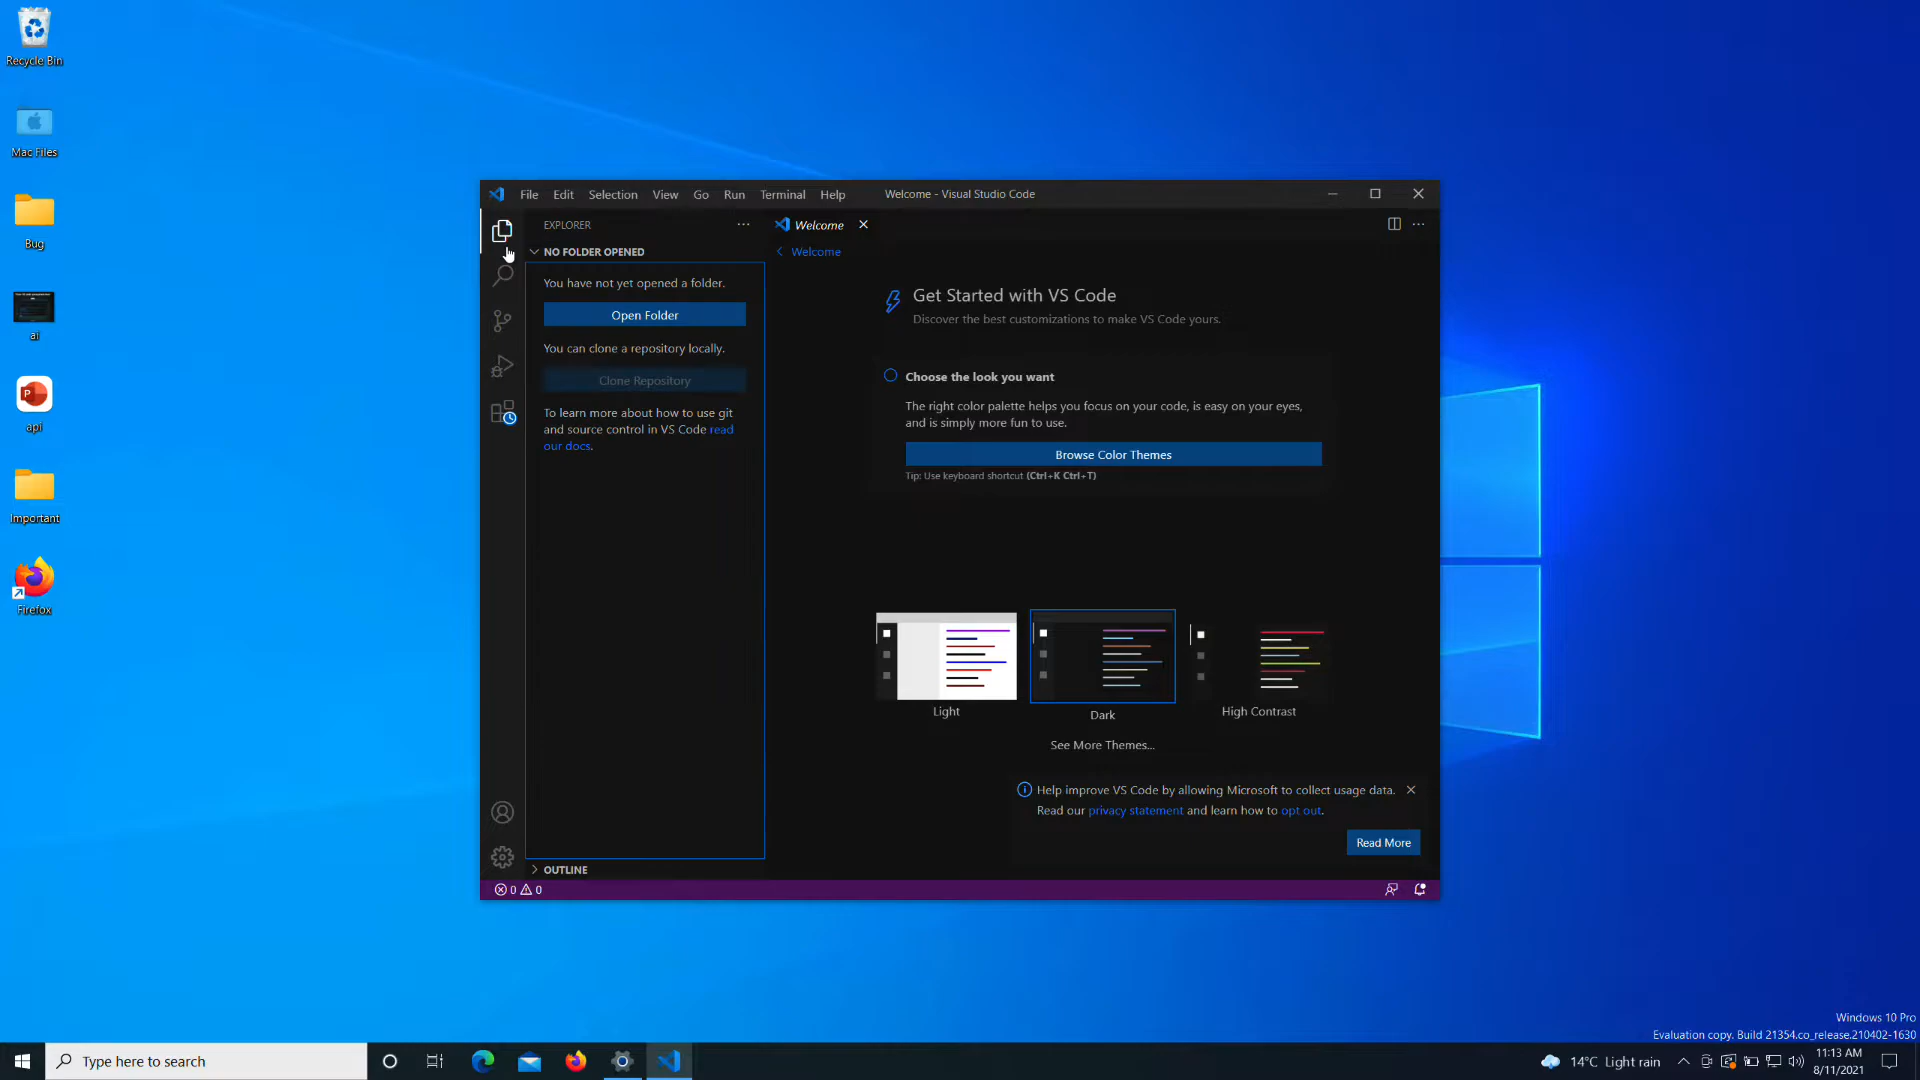 Recycle Bin
Mac Files
Bug
ai
api
Important
Firefox
File Edit Selection View Go Run Terminal Help
Welcome - Visual Studio Code
EXPLORER
NO FOLDER OPENED
You have not yet opened a folder.
Open Folder
You can clone a repository locally.
Clone Repository
To learn more about how to use git
and source control in VS Code read
our docs.
OUTLINE
Welcome
Welcome
Get Started with VS Code
Discover the best customizations to make VS Code yours.
Choose the look you want
The right color palette helps you focus on your code, is easy on your eyes,
and is simply more fun to use.
Browse Color Themes
Tip: Use keyboard shortcut (Ctrl+K Ctrl+T)
Light
Dark
High Contrast
See More Themes...
Help improve VS Code by allowing Microsoft to collect usage data.
Read our privacy statement and learn how to opt out.
Read More
0 0
Windows 10 Pro
Evaluation copy. Build 21354.co_release.210402-1630
Type here to search
14°C Light rain
11:13 AM
8/11/2021